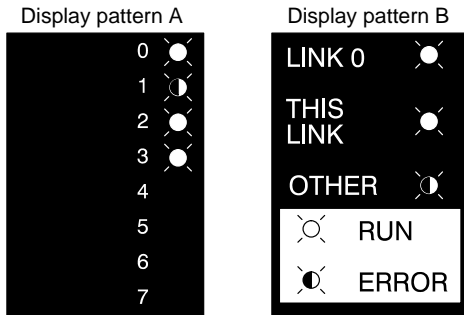 Display pattern A
0
1
2
3
4
5
6
7
Display pattern B
LINK 0
THIS
LINK
OTHER
RUN
ERROR